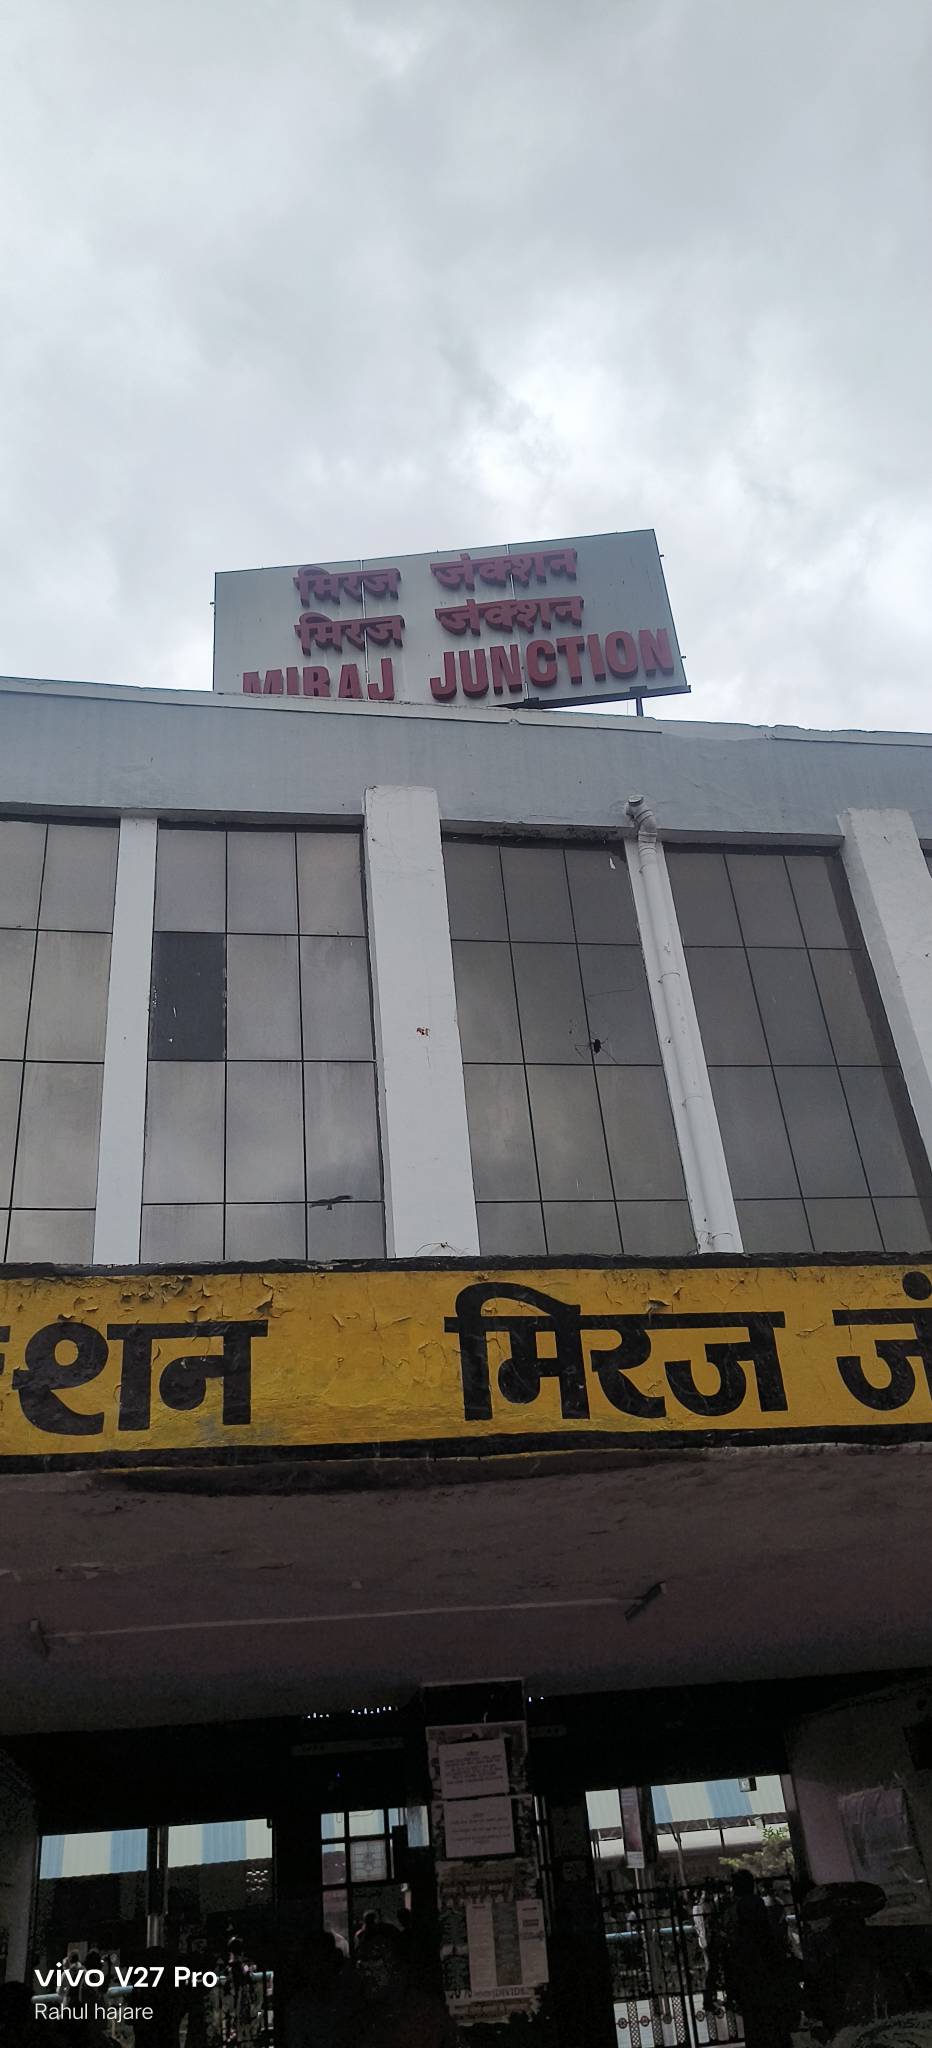 मिरज जंक्शन
मिरज जंक्शन
MIRAJ JUNCTION
शन मिरज जं
vivo V27 Pro
Rahul hajare